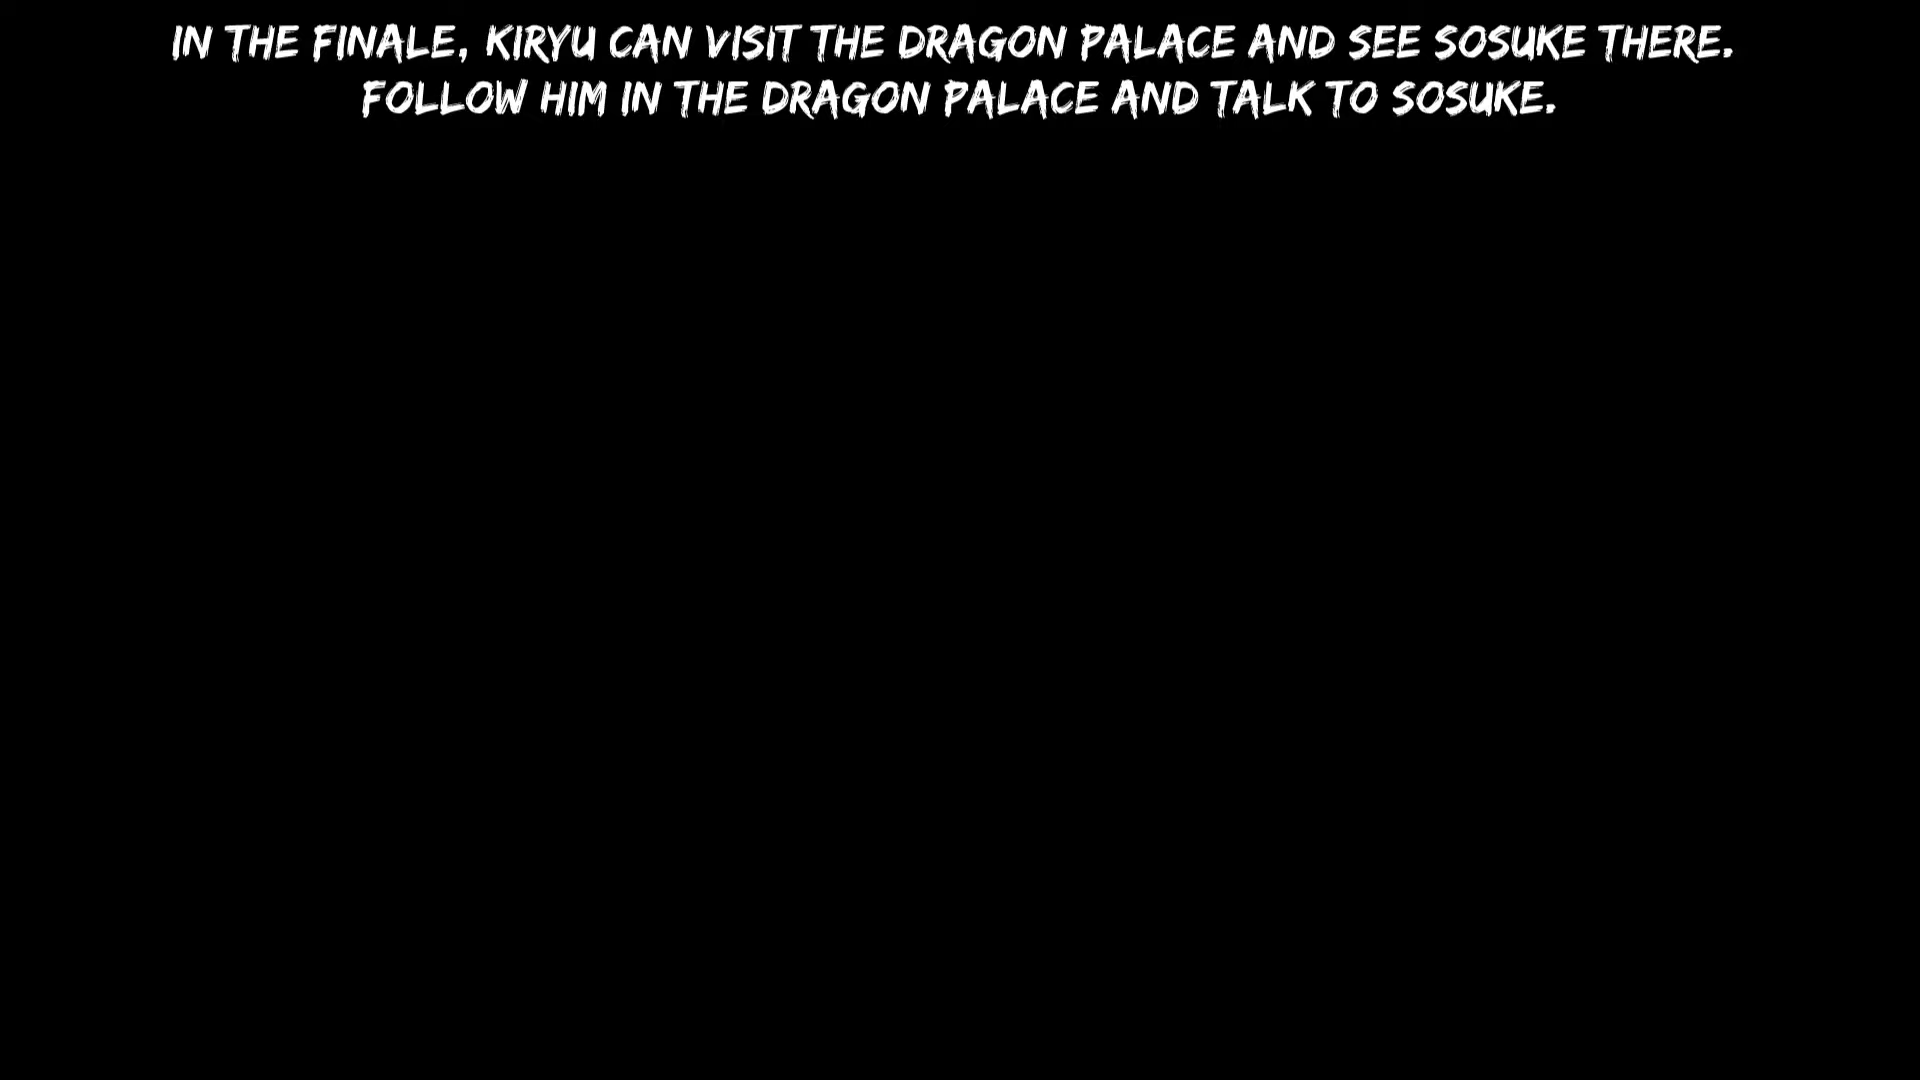 IN THE FINALE, KIRYU CAN VISIT THE DRAGON PALACE AND SEE SOSUKE THERE.
FOLLOW HIM IN THE DRAGON PALACE AND TALK TO SOSUKE.